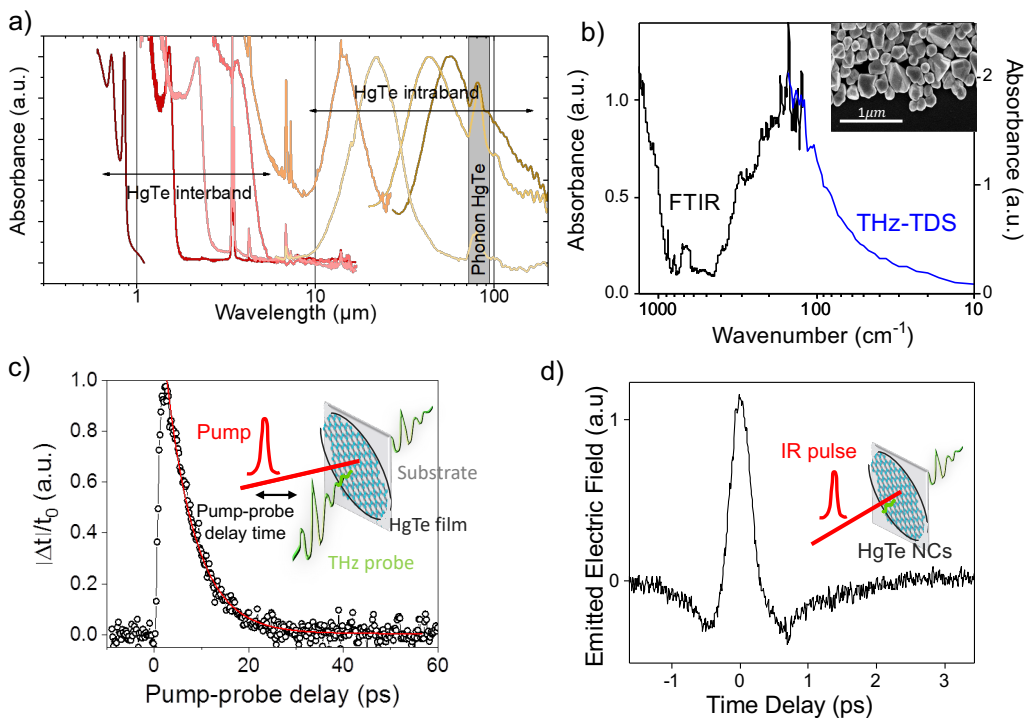 a)
Absorbance (a.u.)
HgTe intraband
HgTe interband
Phonon HgTe
1
10
100
Wavelength (µm)
b)
Absorbance (a.u.)
1.0
0.5
0.0
FTIR
THz-TDS
1µm
2
1
0
Absorbance (a.u.)
1000
100
10
Wavenumber (cm⁻¹)
c)
|Δt|/t₀ (a.u.)
1.0
0.8
0.6
0.4
0.2
0.0
Pump
Substrate
Pump-probe
delay time
HgTe film
THz probe
0
20
40
60
Pump-probe delay (ps)
d)
Emitted Electric Field (a.u
1
0
IR pulse
HgTe NCs
-1
0
1
2
3
Time Delay (ps)